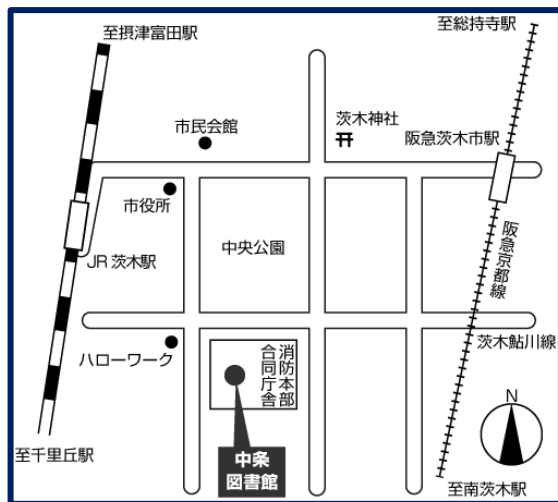 至摂津富田駅
至総持寺駅
市民会館
茨木神社
阪急茨木市駅
市役所
中央公園
阪急京都線
JR 茨木駅
ハローワーク
消防本部
合同庁舎
茨木鮎川線
N
中条
図書館
至千里丘駅
至南茨木駅